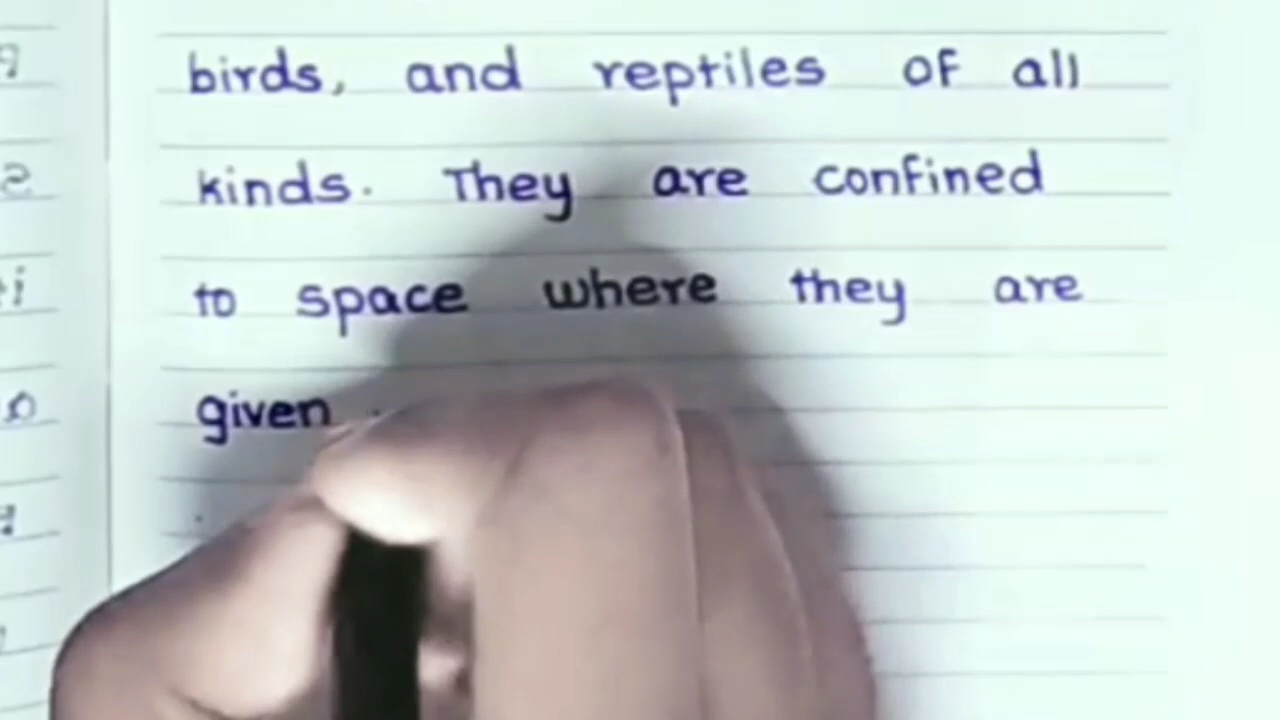 birds, and reptiles of all
kinds. They are confined
to space where they are
given